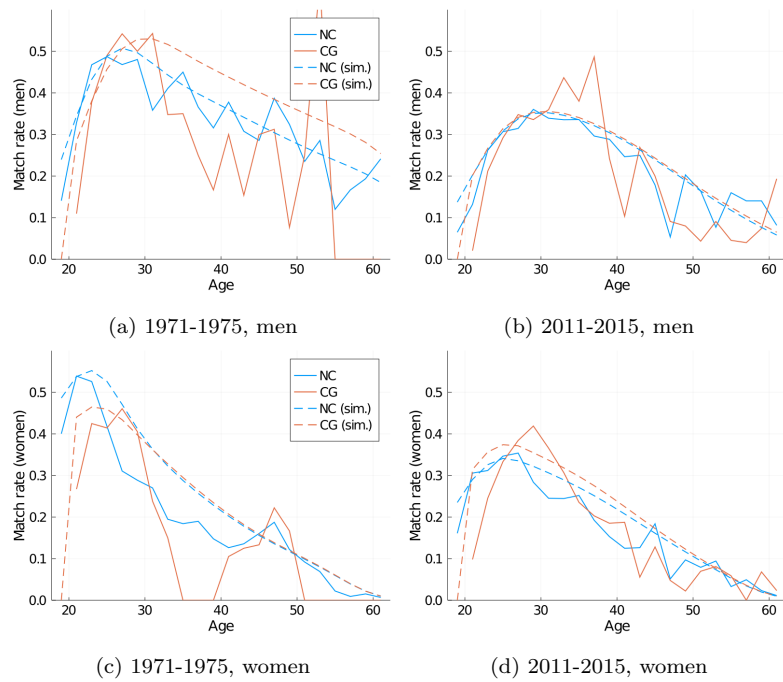 Match rate (men)
0.5
0.4
0.3
0.2
0.1
0.0
20 30 40 50 60
Age
NC
CG
NC (sim.)
CG (sim.)
(a) 1971-1975, men
Match rate (men)
0.5
0.4
0.3
0.2
0.1
0.0
20 30 40 50 60
Age
(b) 2011-2015, men
Match rate (women)
0.5
0.4
0.3
0.2
0.1
0.0
20 30 40 50 60
Age
NC
CG
NC (sim.)
CG (sim.)
(c) 1971-1975, women
Match rate (women)
0.5
0.4
0.3
0.2
0.1
0.0
20 30 40 50 60
Age
(d) 2011-2015, women